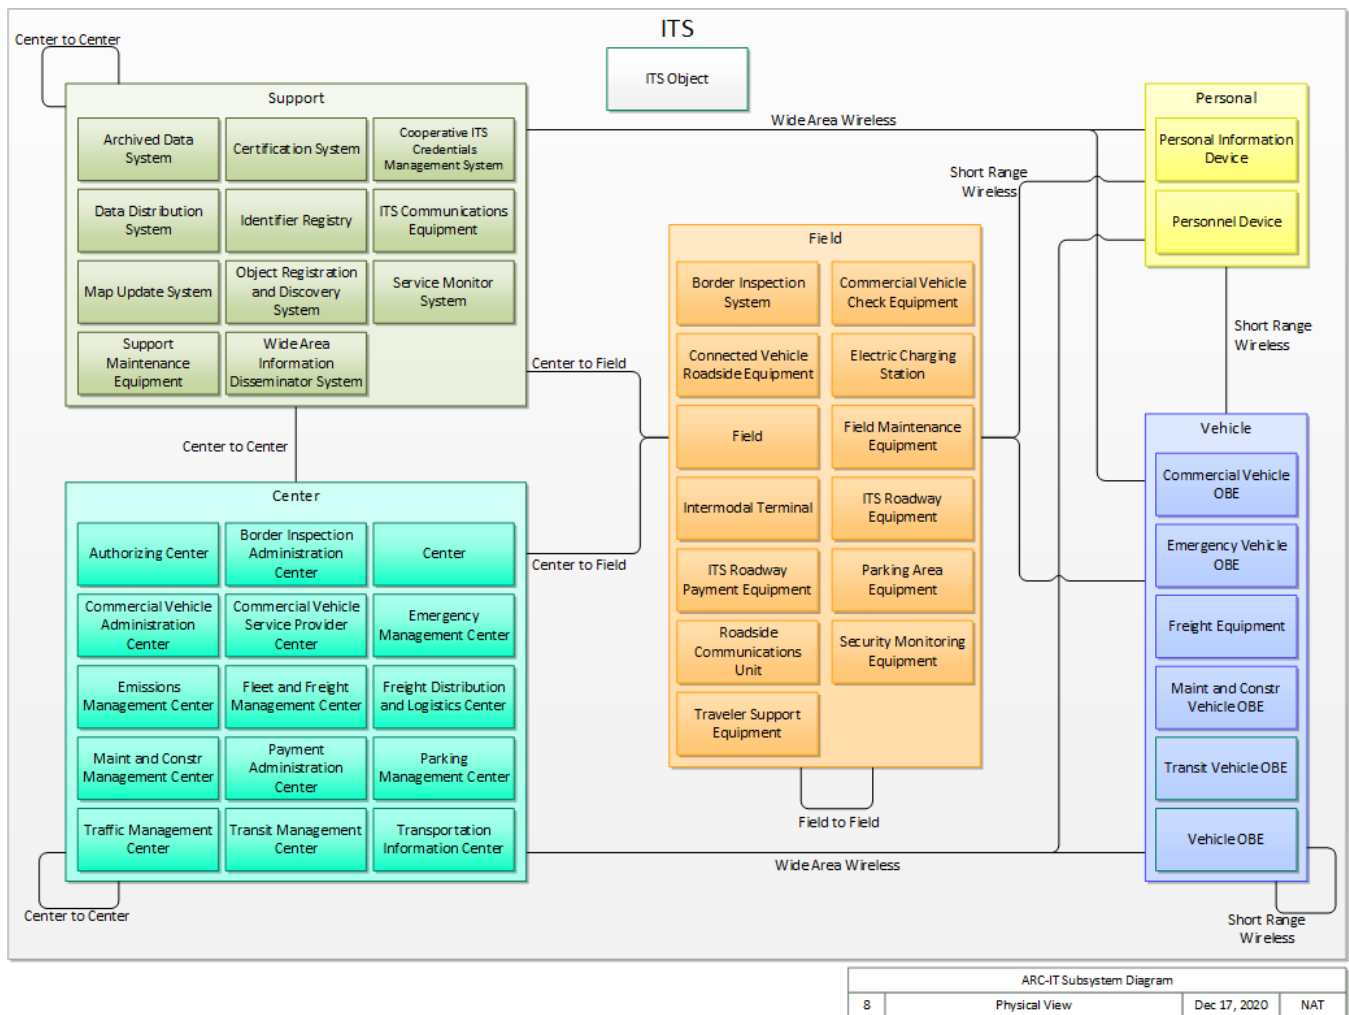 ITS
Center to Center
ITS Object
Support
Archived Data
System
Certification System
Cooperative ITS
Credentials
Management System
Data Distribution
System
Identifier Registry
ITS Communications
Equipment
Map Update System
Object Registration
and Discovery
System
Service Monitor
System
Support
Maintenance
Equipment
Wide Area
Information
Disseminator System
Wide Area Wireless
Personal
Personal Information
Device
Personnel Device
Short Range
Wireless
Short Range
Wireless
Center to Field
Center to Center
Field
Border Inspection
System
Commercial Vehicle
Check Equipment
Connected Vehicle
Roadside Equipment
Electric Charging
Station
Field
Field Maintenance
Equipment
Intermodal Terminal
ITS Roadway
Equipment
ITS Roadway
Payment Equipment
Parking Area
Equipment
Roadside
Communications
Unit
Security Monitoring
Equipment
Traveler Support
Equipment
Field to Field
Center
Authorizing Center
Border Inspection
Administration
Center
Center
Commercial Vehicle
Administration
Center
Commercial Vehicle
Service Provider
Center
Emergency
Management Center
Emissions
Management Center
Fleet and Freight
Management Center
Freight Distribution
and Logistics Center
Maint and Constr
Management Center
Payment
Administration
Center
Parking
Management Center
Traffic Management
Center
Transit Management
Center
Transportation
Information Center
Center to Field
Center to Center
Wide Area Wireless
Vehicle
Commercial Vehicle
OBE
Emergency Vehicle
OBE
Freight Equipment
Maint and Constr
Vehicle OBE
Transit Vehicle OBE
Vehicle OBE
Short Range
Wireless
ARC-IT Subsystem Diagram
8 Physical View Dec 17, 2020 NAT